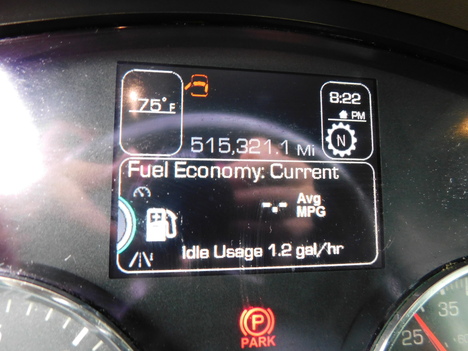 75°F
8:22
PM
N
515,321.1 Mi
Fuel Economy: Current
-.- Avg
MPG
Idle Usage 1.2 gal/hr
P
PARK
5
35
25